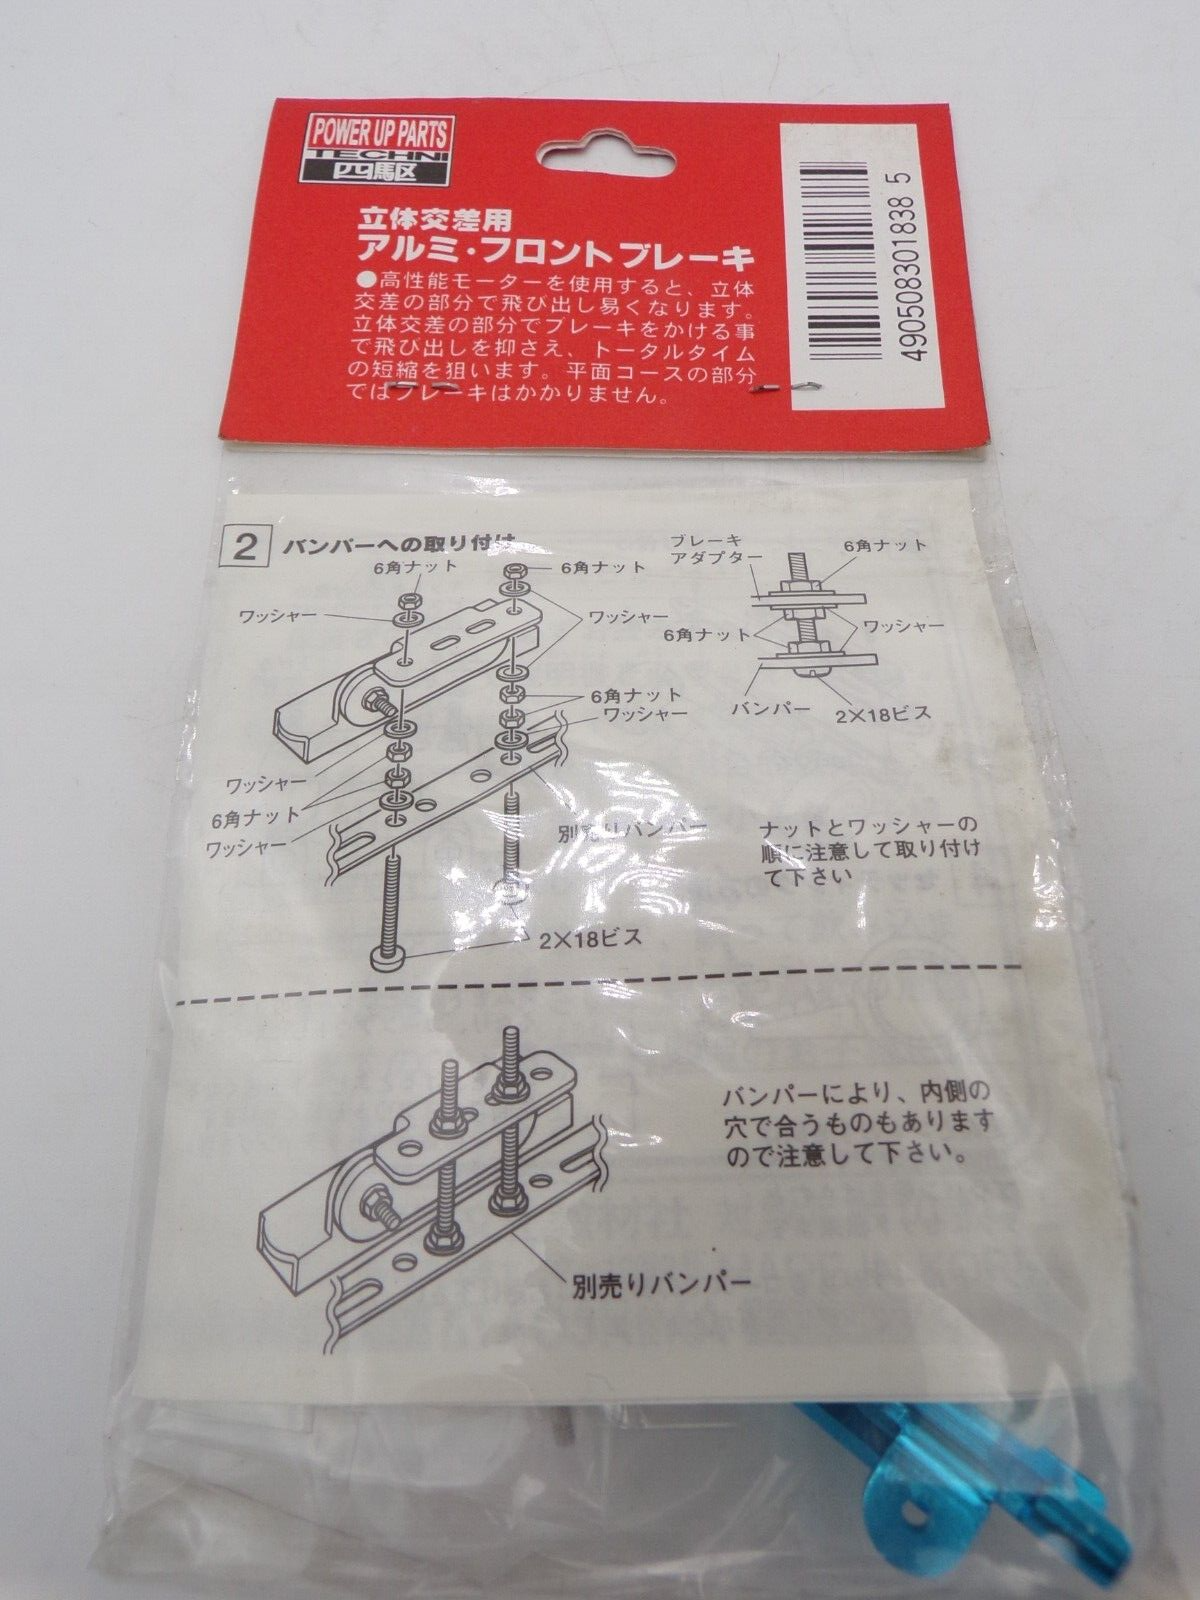 POWER UP PARTS
TECHNI
四駆
立体交差用
アルミ・フロントブレーキ
●高性能モーターを使用すると、立体
交差の部分で飛び出し易くなります。
立体交差の部分でブレーキをかける事
で飛び出しを抑さえ、トータルタイム
の短縮を狙います。平面コースの部分
ではブレーキはかかりません。
4905083018385
2 バンパーへの取り付け
6角ナット
6角ナット
ワッシャー
ワッシャー
6角ナット
ワッシャー
ワッシャー
6角ナット
ワッシャー
別売りバンパー
2×18ビス
ブレーキ
アダプター
6角ナット
6角ナット
ワッシャー
バンパー
2×18ビス
ナットとワッシャーの
順に注意して取り付け
て下さい
バンパーにより、内側の
穴で合うものもあります
ので注意して下さい。
別売りバンパー